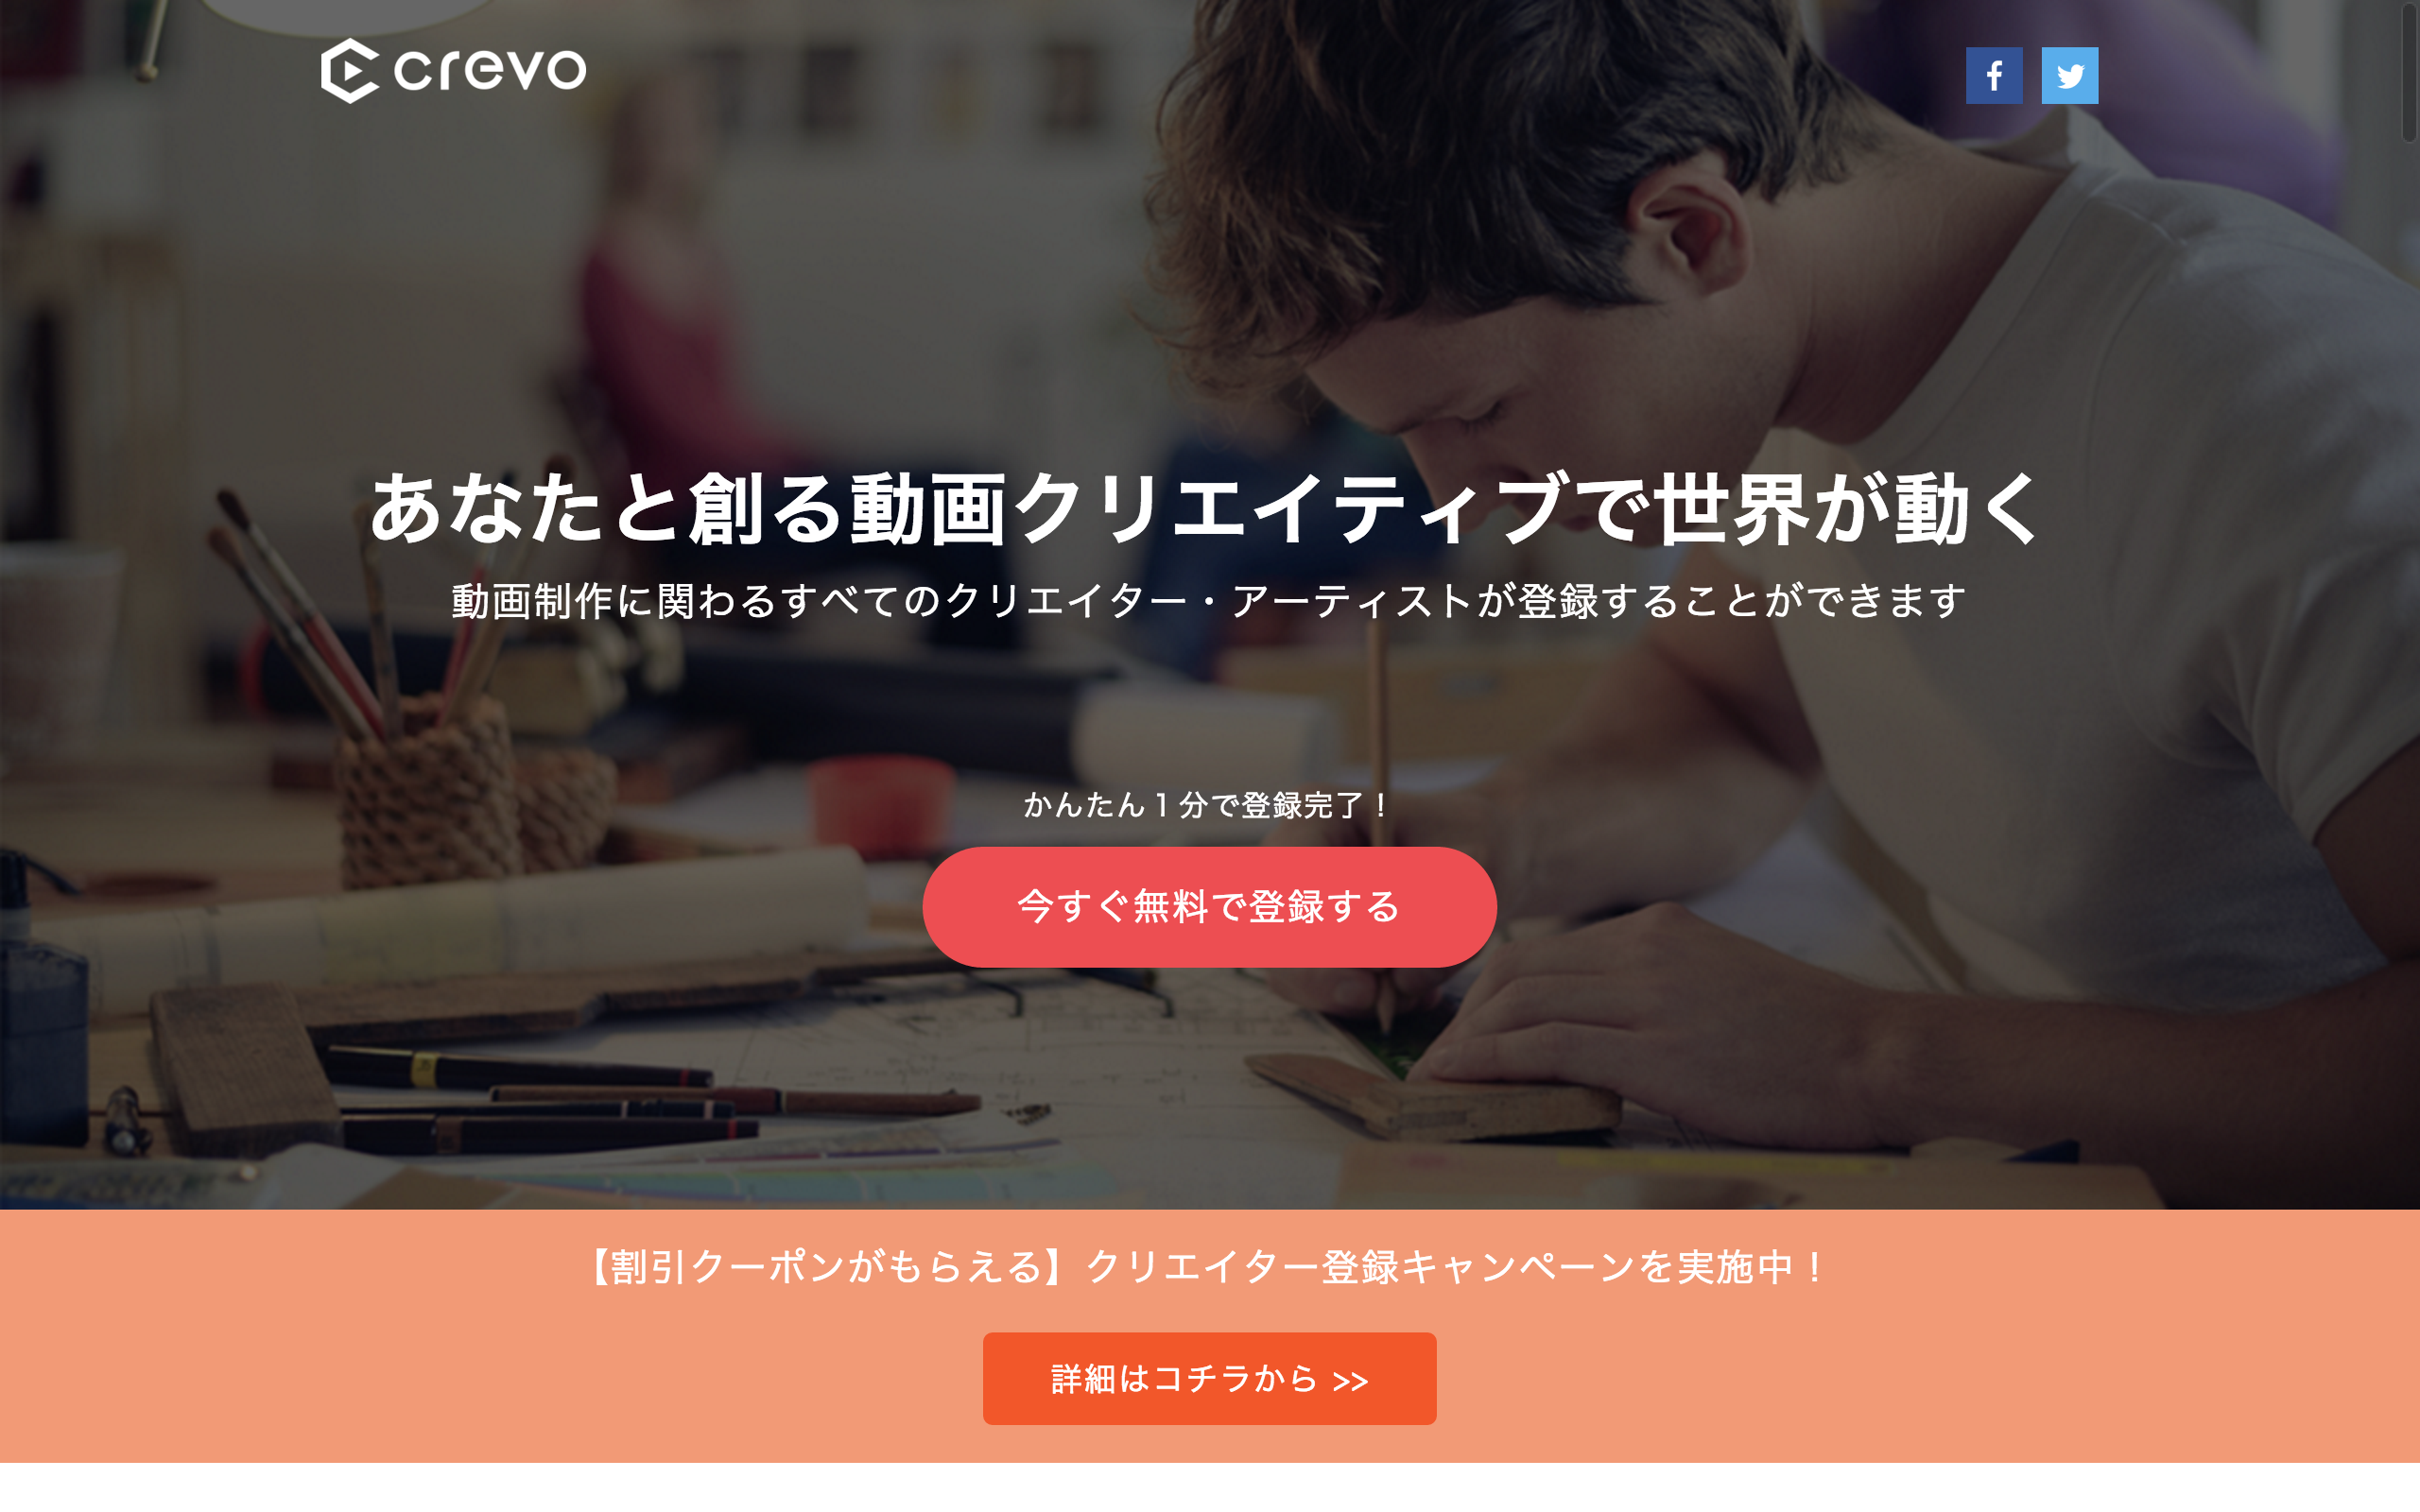 crevo
あなたと創る動画クリエイティブで世界が動く
動画制作に関わるすべてのクリエイター・アーティストが登録することができます
かんたん１分で登録完了！
今すぐ無料で登録する
【割引クーポンがもらえる】クリエイター登録キャンペーンを実施中！
詳細はコチラから >>